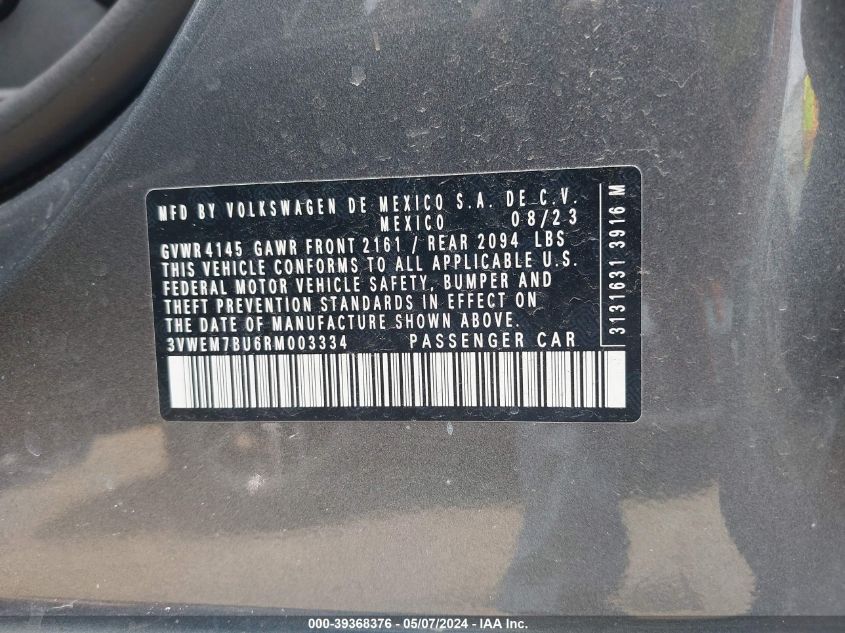 MFD BY VOLKSWAGEN DE MEXICO S.A. DE C.V.
MEXICO 08/23
GVWR 4145 GAWR FRONT 2161 / REAR 2094 LBS
THIS VEHICLE CONFORMS TO ALL APPLICABLE U.S.
FEDERAL MOTOR VEHICLE SAFETY, BUMPER AND
THEFT PREVENTION STANDARDS IN EFFECT ON
THE DATE OF MANUFACTURE SHOWN ABOVE.
3VWEM7BU6RM003334 PASSENGER CAR
3131631 3916 M
000-39368376 - 05/07/2024 - IAA Inc.